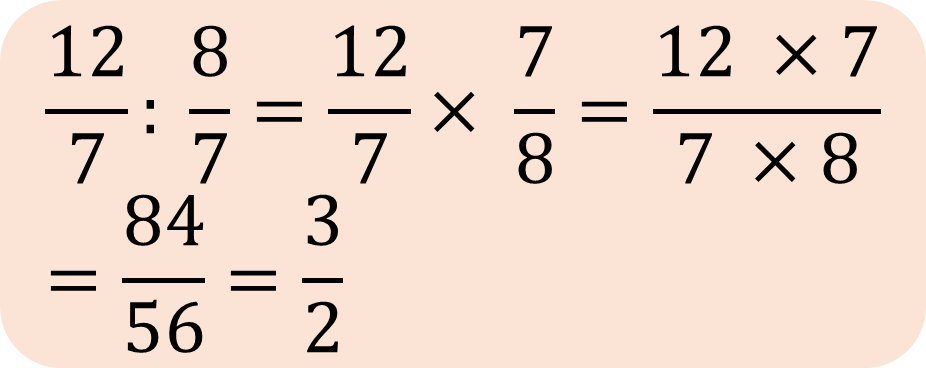 12/7 : 8/7 = 12/7 × 7/8 = 12 × 7/7 × 8
= 84/56 = 3/2